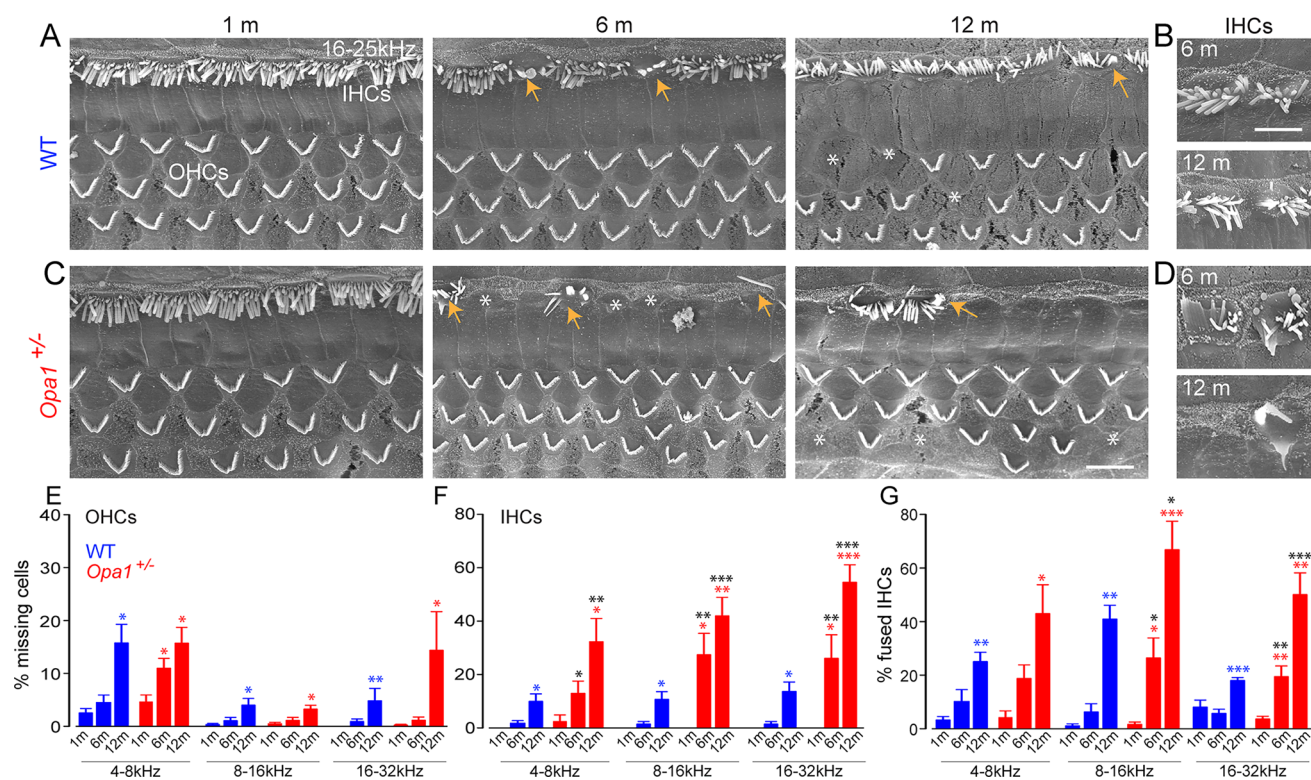 1 m 6 m 12 m IHCs
A B
16-25kHz 6 m
IHCs
WT
OHCs * * *
12 m
C D
6 m
Opa1 +/-
* * *
12 m
* * *
E F G
OHCs
WT
Opa1 +/-
% missing cells
40
30
20
10
0
* * * * * ** *
1m 6m 12m 1m 6m 12m 1m 6m 12m 1m 6m 12m 1m 6m 12m 1m 6m 12m
4-8kHz 8-16kHz 16-32kHz
IHCs
80
60
40
20
0
* * ** * * ** * *** ** * ** * *** ***
1m 6m 12m 1m 6m 12m 1m 6m 12m 1m 6m 12m 1m 6m 12m 1m 6m 12m
4-8kHz 8-16kHz 16-32kHz
% fused IHCs
80
60
40
20
0
** * ** * * * *** *** ** ** *** **
1m 6m 12m 1m 6m 12m 1m 6m 12m 1m 6m 12m 1m 6m 12m 1m 6m 12m
4-8kHz 8-16kHz 16-32kHz